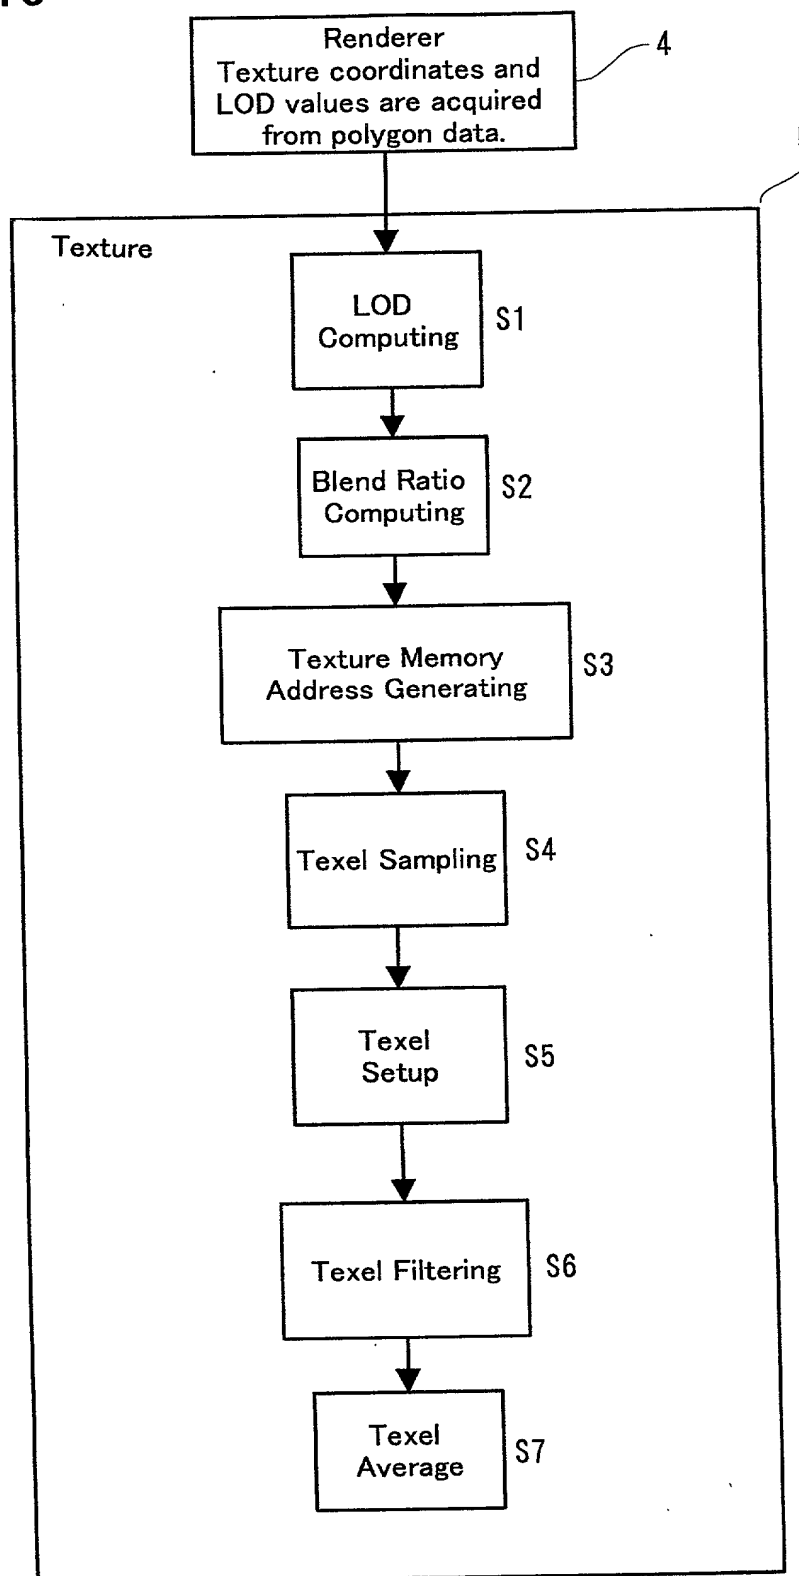 Renderer
Texture coordinates and
LOD values are acquired
from polygon data.
4
Texture
LOD
Computing
S1
Blend Ratio
Computing
S2
Texture Memory
Address Generating
S3
Texel Sampling
S4
Texel
Setup
S5
Texel Filtering
S6
Texel
Average
S7